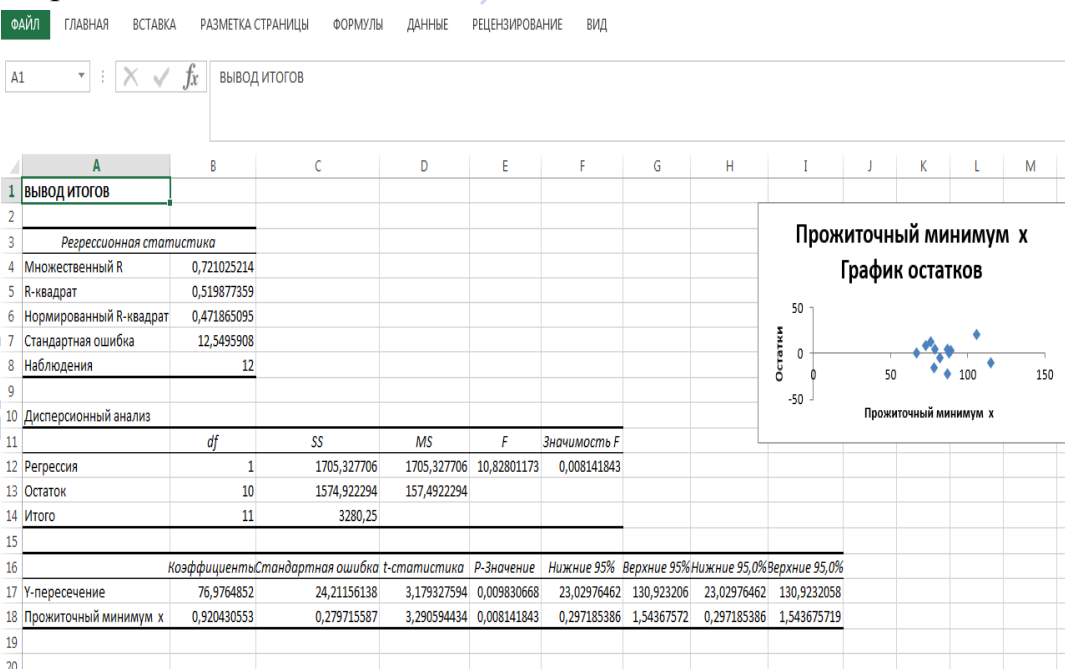 ФАЙЛ ГЛАВНАЯ ВСТАВКА РАЗМЕТКА СТРАНИЦЫ ФОРМУЛЫ ДАННЫЕ РЕЦЕНЗИРОВАНИЕ ВИД
A1 fx ВЫВОД ИТОГОВ
A B C D E F G H I J K L M
1 ВЫВОД ИТОГОВ
2
3 Регрессионная статистика
4 Множественный R 0,721025214
5 R-квадрат 0,519877359
6 Нормированный R-квадрат 0,471865095
7 Стандартная ошибка 12,5495908
8 Наблюдения 12
9
10 Дисперсионный анализ
11 df SS MS F Значимость F
12 Регрессия 1 1705,327706 1705,327706 10,82801173 0,008141843
13 Остаток 10 1574,922294 157,4922294
14 Итого 11 3280,25
15
16 Коэффициенты Стандартная ошибка t-статистика P-Значение Нижние 95% Верхние 95% Нижние 95,0% Верхние 95,0%
17 Y-пересечение 76,9764852 24,21156138 3,179327594 0,009830668 23,02976462 130,923206 23,02976462 130,9232058
18 Прожиточный минимум x 0,920430553 0,279715587 3,290594434 0,008141843 0,297185386 1,54367572 0,297185386 1,543675719
19
20
Прожиточный минимум x
График остатков
Остатки
50
0
-50
0 50 100 150
Прожиточный минимум x